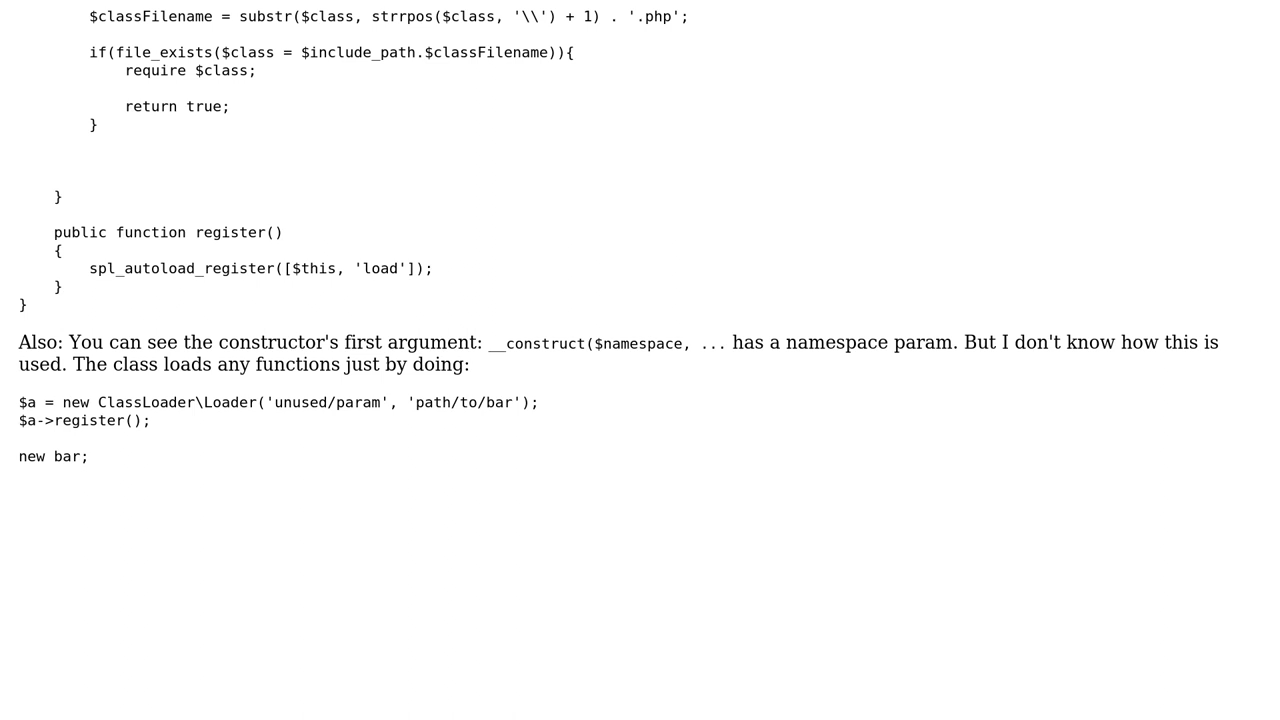 $classFilename = substr($class, strrpos($class, '\\') + 1) . '.php';
if(file_exists($class = $include_path.$classFilename)){
require $class;
return true;
}
}
public function register()
{
spl_autoload_register([$this, 'load']);
}
}
Also: You can see the constructor's first argument: __construct($namespace, ... has a namespace param. But I don't know how this is
used. The class loads any functions just by doing:
$a = new ClassLoader\Loader('unused/param', 'path/to/bar');
$a->register();
new bar;